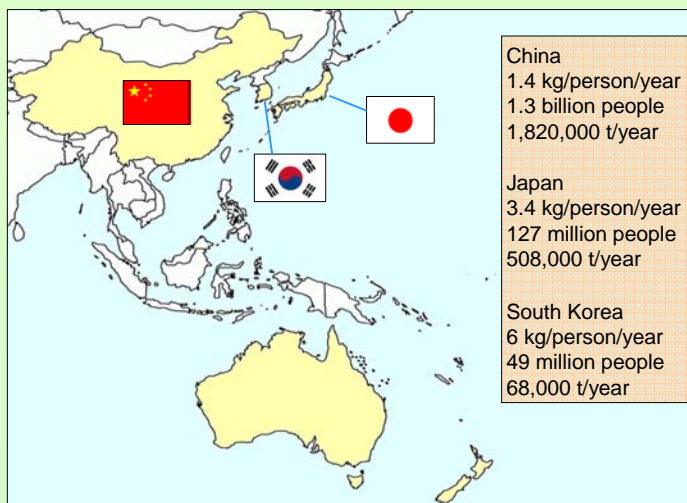 China
1.4 kg/person/year
1.3 billion people
1,820,000 t/year
Japan
3.4 kg/person/year
127 million people
508,000 t/year
South Korea
6 kg/person/year
49 million people
68,000 t/year